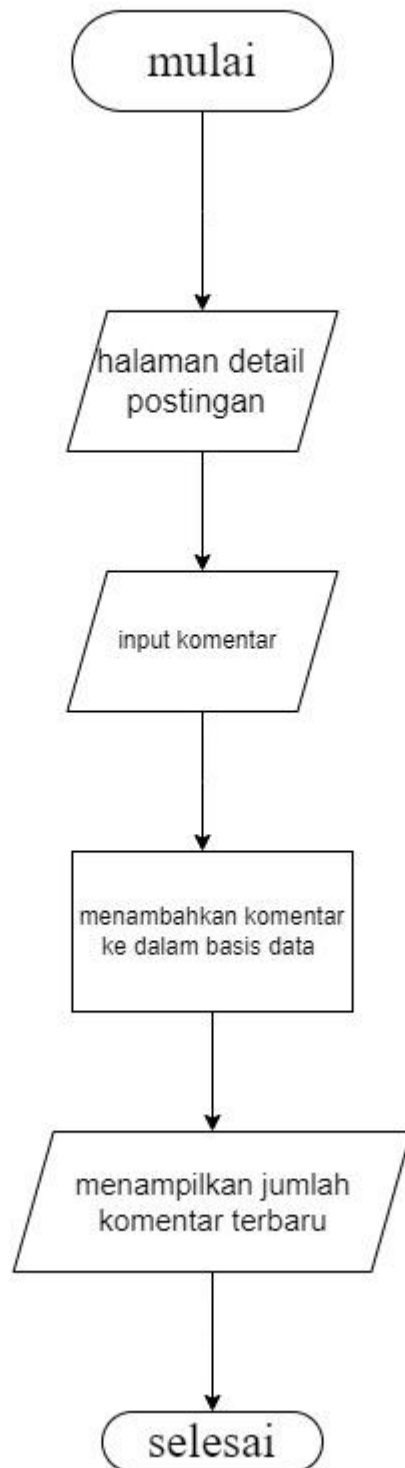 mulai
halaman detail
postingan
input komentar
menambahkan komentar
ke dalam basis data
menampilkan jumlah
komentar terbaru
selesai